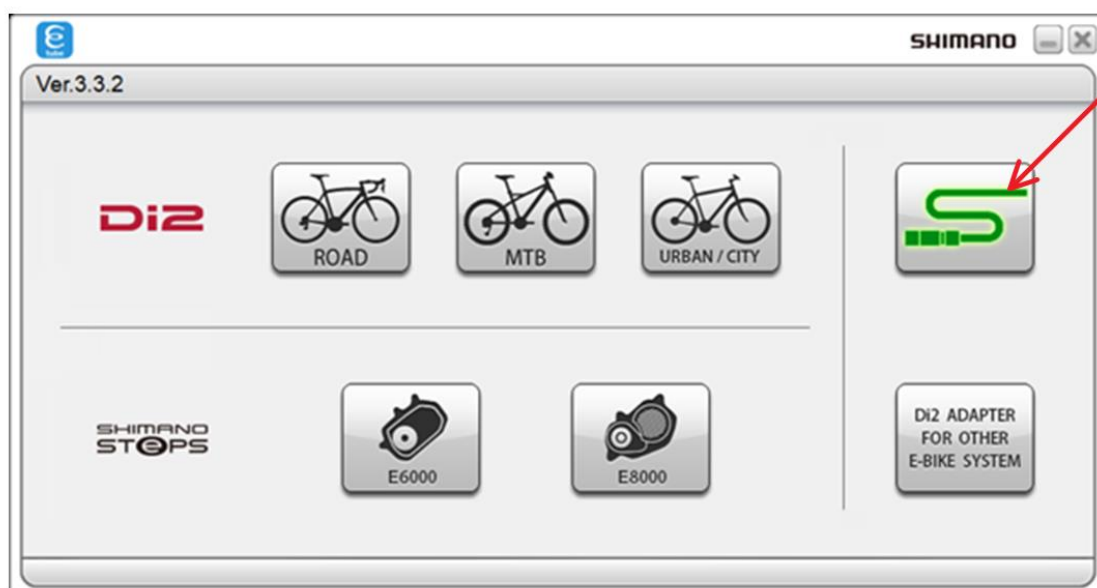 e tube
SHIMANO
Ver.3.3.2
Di2
ROAD
MTB
URBAN / CITY
SHIMANO
STePS
E6000
E8000
Di2 ADAPTER
FOR OTHER
E-BIKE SYSTEM